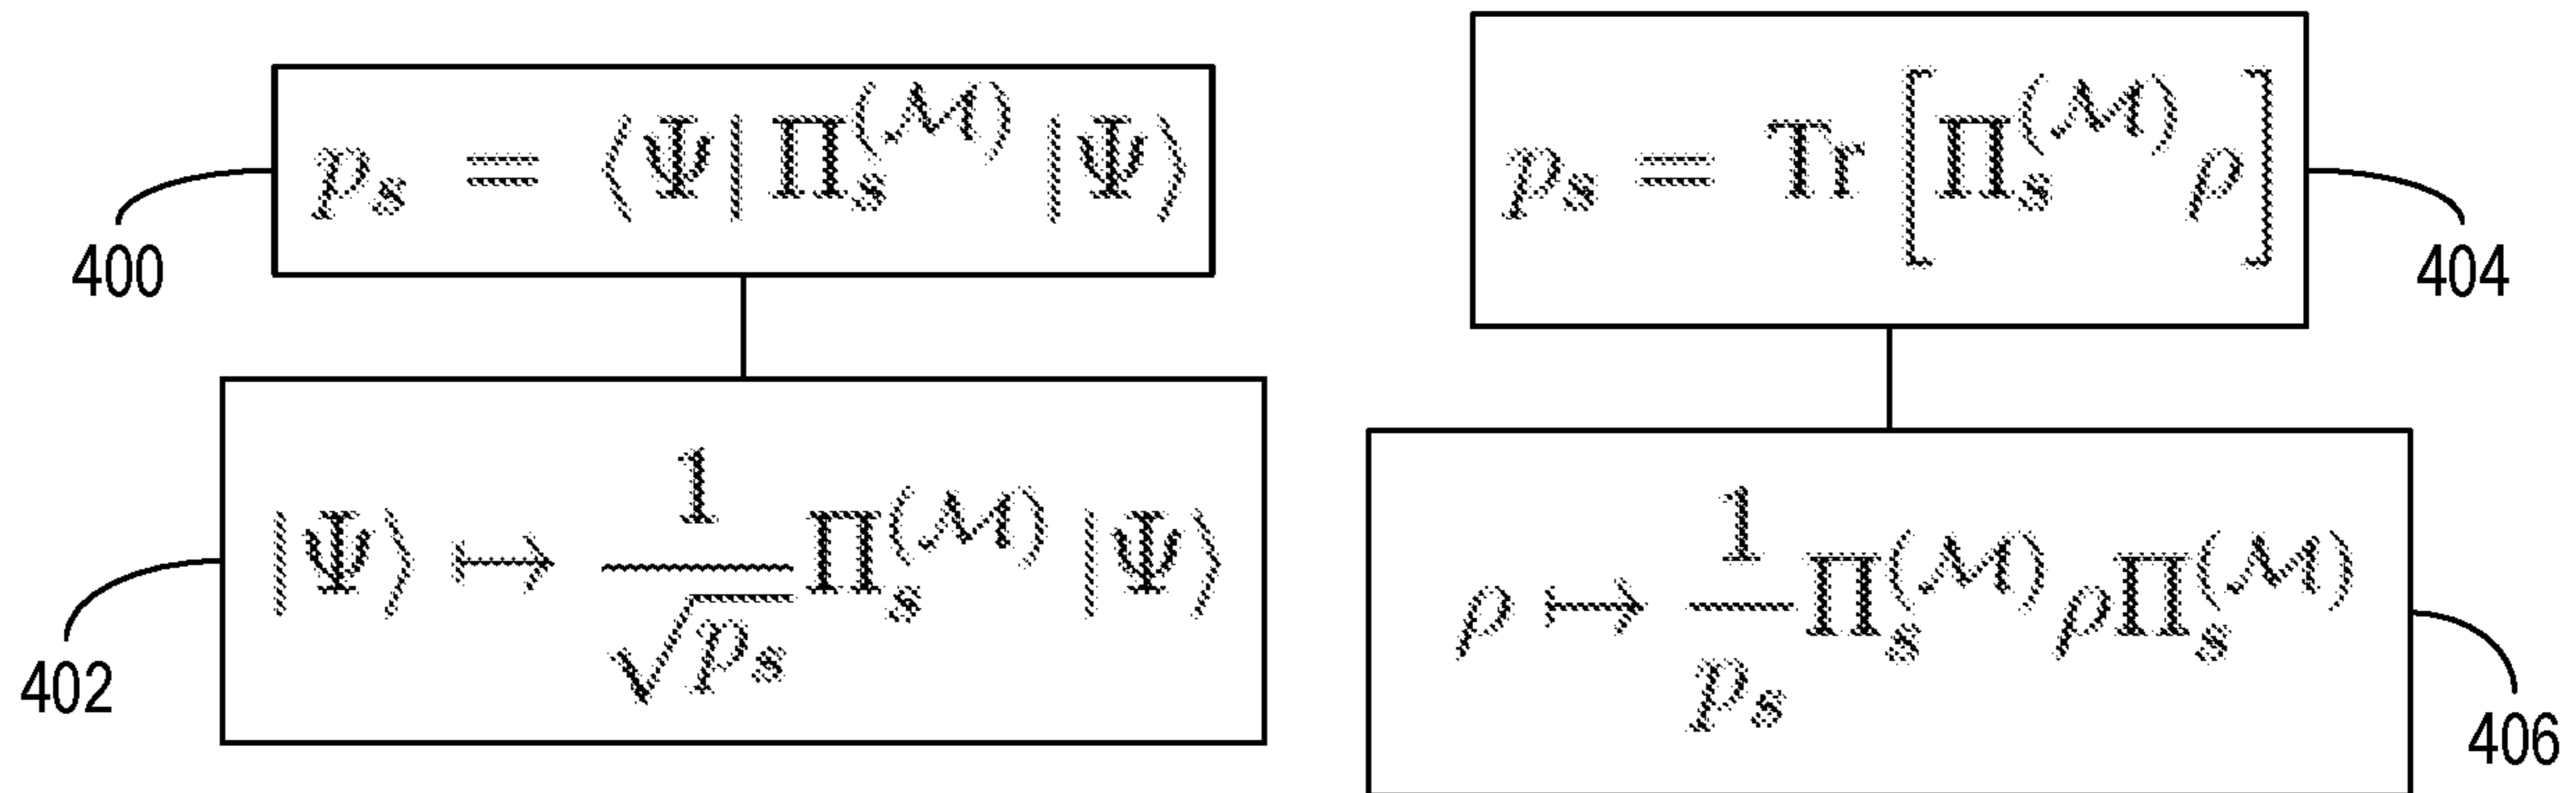 p_s = ⟨Ψ| Π_s^(ℳ) |Ψ⟩
400
|Ψ⟩ ↦ 1/√p_s Π_s^(ℳ) |Ψ⟩
402
p_s = Tr [Π_s^(ℳ) ρ]
404
ρ ↦ 1/p_s Π_s^(ℳ) ρ Π_s^(ℳ)
406